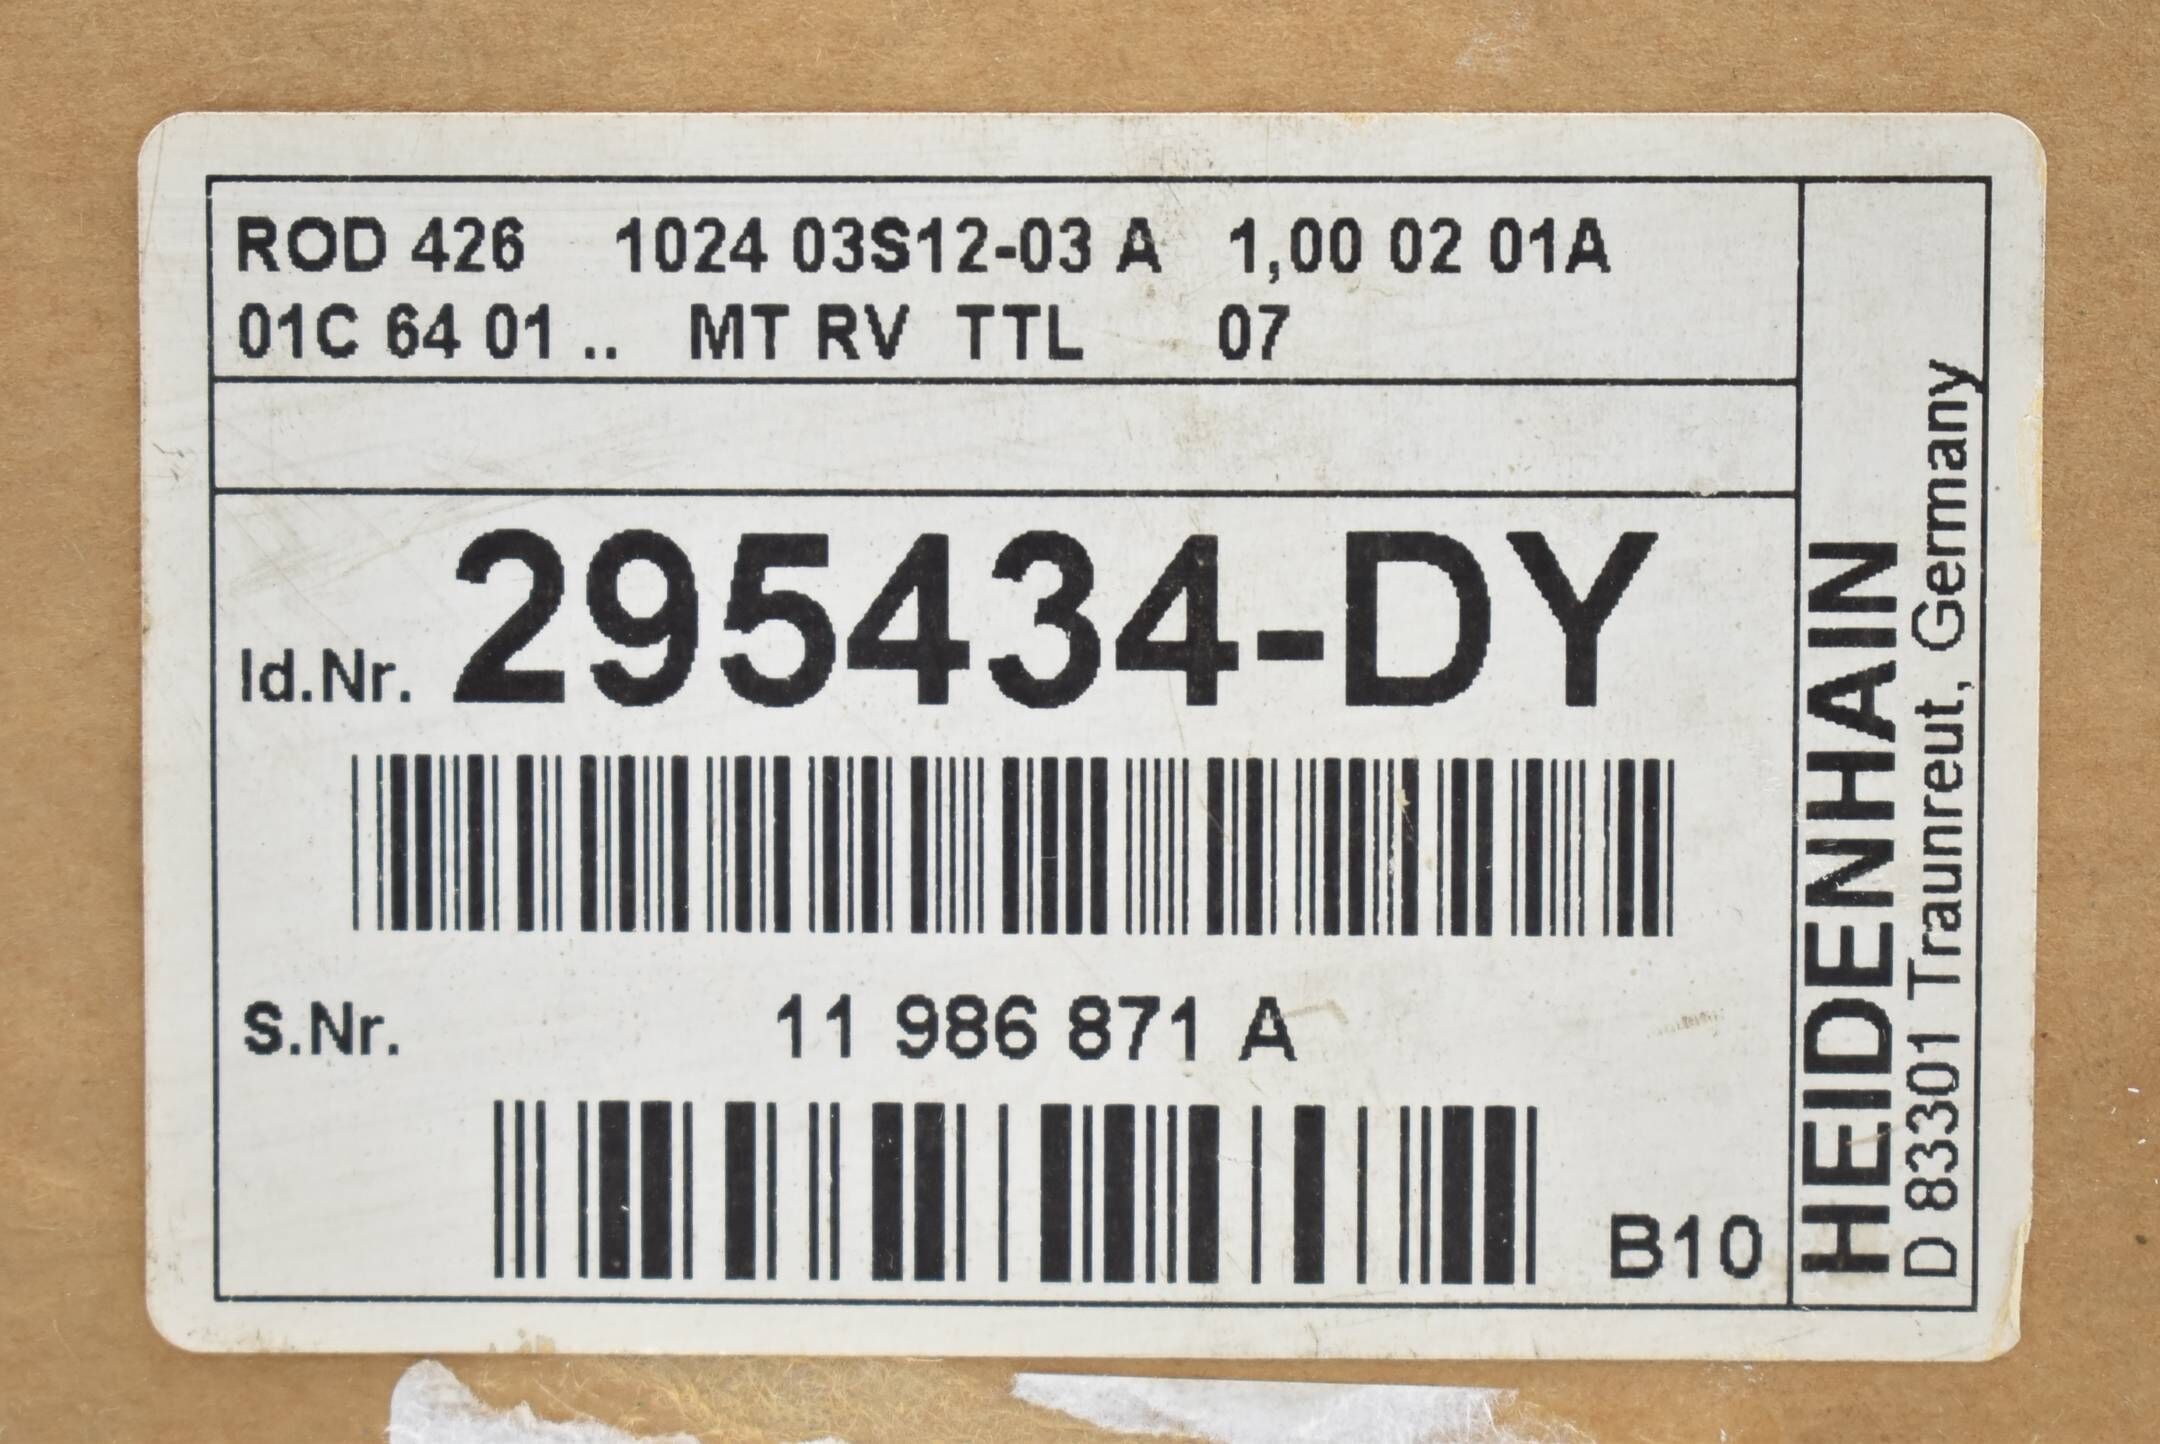 ROD 426 1024 03S12-03 A 1,00 02 01A
01C 64 01 .. MT RV TTL 07
Id.Nr. 295434-DY
S.Nr. 11 986 871 A
B10
HEIDENHAIN
D 83301 Traunreut, Germany